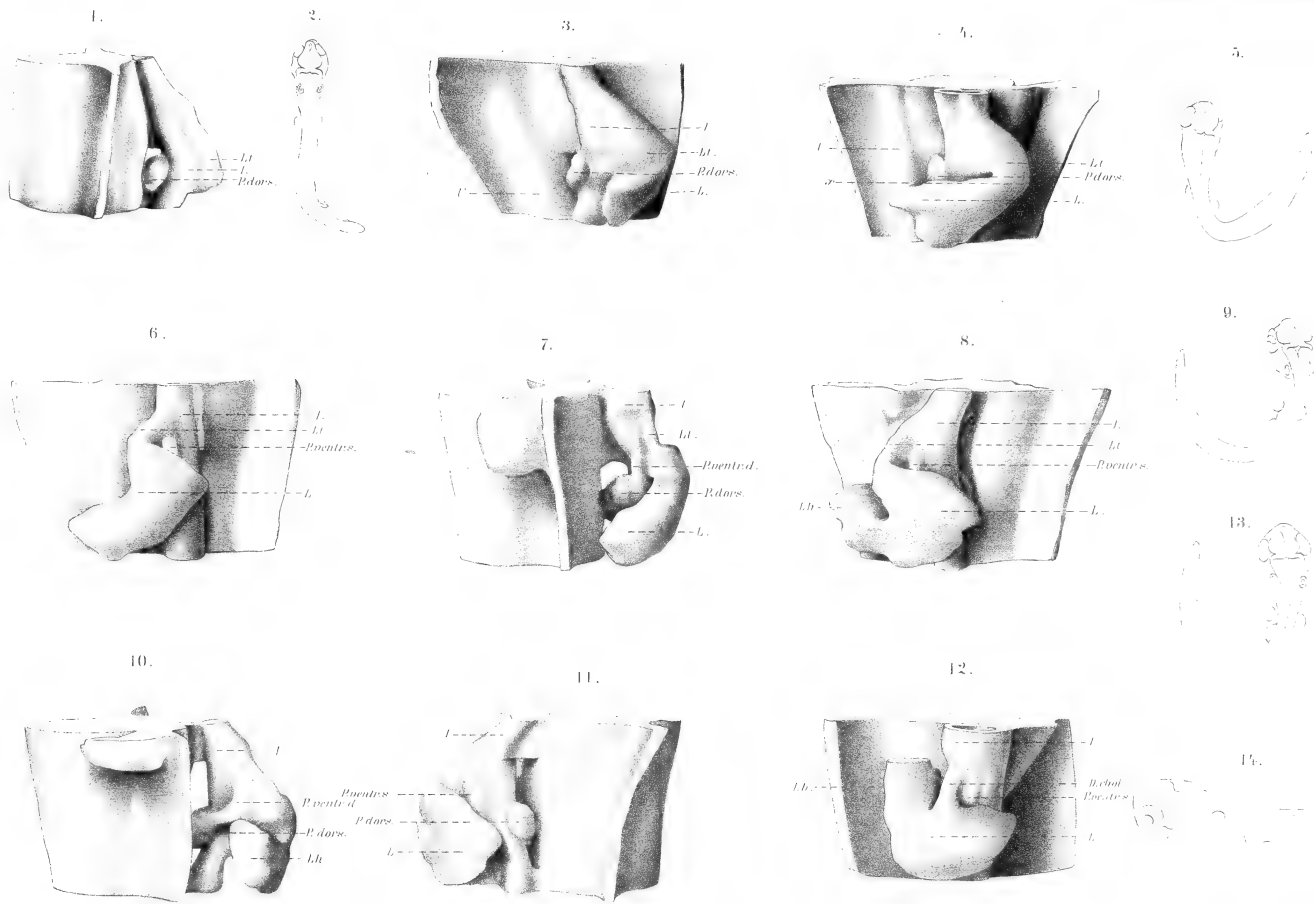 1.
2.
3.
4.
5.
Lt
L
P.dors.
l
Lt.
P.dors.
L.
l'
l
Lt
P.dors.
L.
6.
7.
8.
9.
L
Lt
P.ventr.s.
L
l
Lt.
P.ventr.d.
P.dors.
L.
L
Lt
P.ventr.s.
L.
Lh
13.
10.
11.
12.
14.
l
P.ventr.d
P.dors.
Lh
l
P.ventr.s
P.dors.
L
l
D.chol
P.ventr.s
L
Lh.